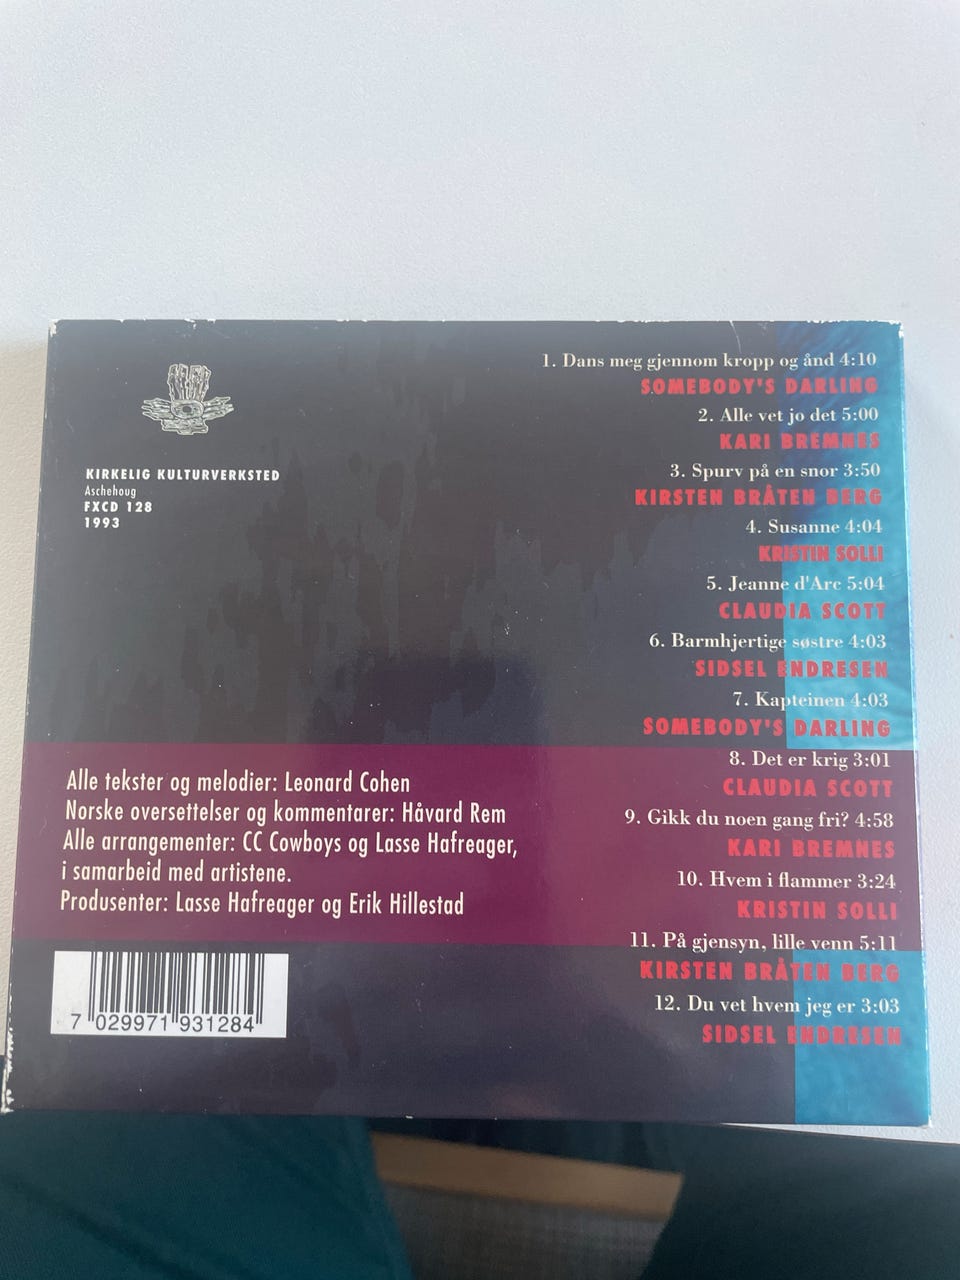 KIRKELIG KULTURVERKSTED
Aschehoug
FXCD 128
1993
1. Dans meg gjennom kropp og ånd 4:10
SOMEBODY'S DARLING
2. Alle vet jo det 5:00
KARI BREMNES
3. Spurv på en snor 3:50
KIRSTEN BRÅTEN BERG
4. Susanne 4:04
KRISTIN SOLLI
5. Jeanne d'Arc 5:04
CLAUDIA SCOTT
6. Barmhjertige søstre 4:03
SIDSEL ENDRESEN
7. Kapteinen 4:03
SOMEBODY'S DARLING
8. Det er krig 3:01
CLAUDIA SCOTT
9. Gikk du noen gang fri? 4:58
KARI BREMNES
10. Hvem i flammer 3:24
KRISTIN SOLLI
11. På gjensyn, lille venn 5:11
KIRSTEN BRÅTEN BERG
12. Du vet hvem jeg er 3:03
SIDSEL ENDRESEN
Alle tekster og melodier: Leonard Cohen
Norske oversettelser og kommentarer: Håvard Rem
Alle arrangementer: CC Cowboys og Lasse Hafreager,
i samarbeid med artistene.
Produsenter: Lasse Hafreager og Erik Hillestad
7 029971 931284